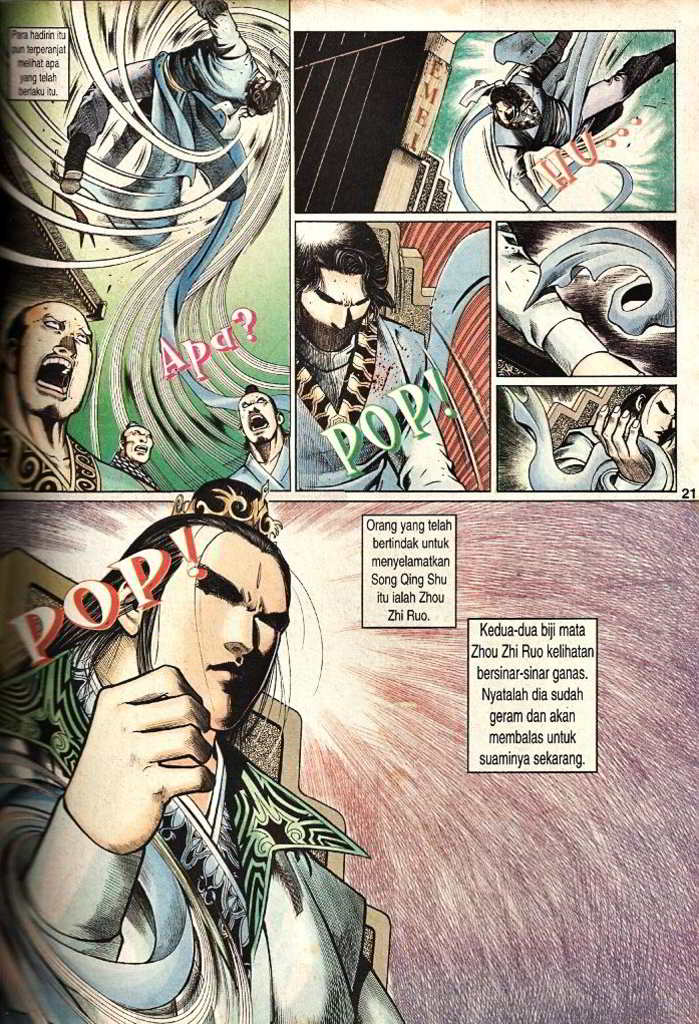 Para hadirin itu
pun terperanjat
melihat apa
yang telah
berlaku itu.
Apa?
EMEI
HU...
POP!
21
POP!
Orang yang telah
bertindak untuk
menyelamatkan
Song Qing Shu
itu ialah Zhou
Zhi Ruo.
Kedua-dua biji mata
Zhou Zhi Ruo kelihatan
bersinar-sinar ganas.
Nyatalah dia sudah
geram dan akan
membalas untuk
suaminya sekarang.